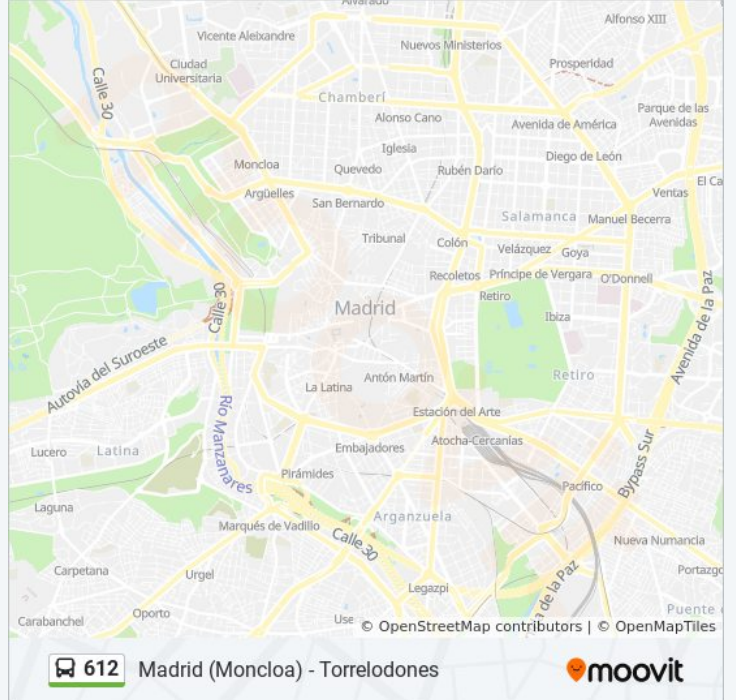 Alvarado
Alfonso XIII
Vicente Aleixandre
Nuevos Ministerios
Ciudad
Universitaria
Prosperidad
Calle 30
Chamberí
Parque de las
Avenidas
Alonso Cano
Avenida de América
Iglesia
Diego de León
Moncloa
Quevedo
Rubén Darío
El Ca
Argüelles
Ventas
San Bernardo
Salamanca
Manuel Becerra
Tribunal
Colón
Velázquez
Goya
Recoletos
Príncipe de Vergara
O'Donnell
Retiro
Calle 30
Madrid
Ibiza
Avenida de la Paz
Autovía del Suroeste
Retiro
Antón Martín
La Latina
Estación del Arte
Río Manzanares
Atocha-Cercanías
Lucero
Latina
Embajadores
Bypass Sur
Pirámides
Pacífico
Laguna
Arganzuela
Marqués de Vadillo
Calle 30
Nueva Numancia
Carpetana
Urgel
Portazgo
Legazpi
a de la Paz
Puente
Oporto
Carabanchel
Use
© OpenStreetMap contributors | © OpenMapTiles
612 Madrid (Moncloa) - Torrelodones
moovit